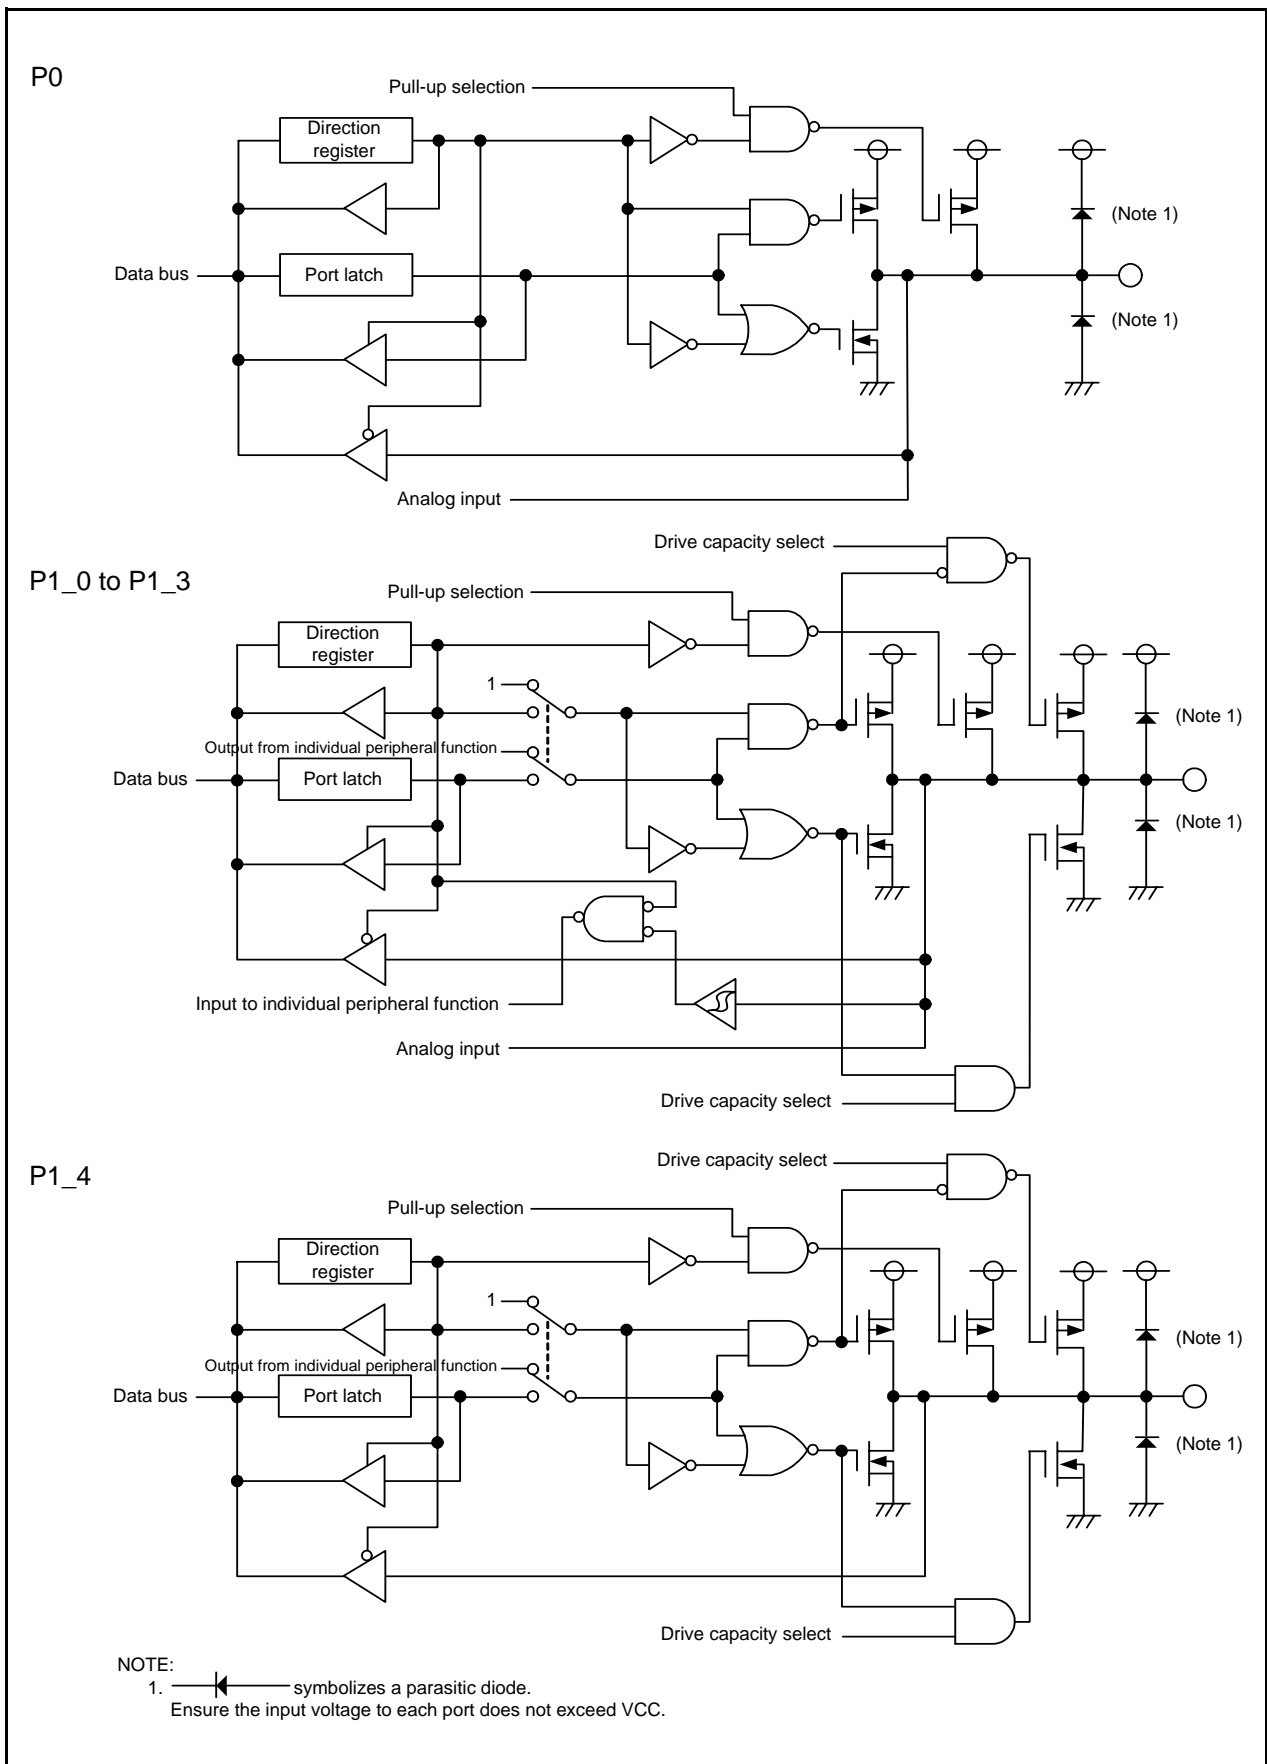 P0
Pull-up selection
Direction
register
(Note 1)
Data bus
Port latch
(Note 1)
Analog input
Drive capacity select
P1_0 to P1_3
Pull-up selection
Direction
register
1
(Note 1)
Output from individual peripheral function
Data bus
Port latch
(Note 1)
Input to individual peripheral function
Analog input
Drive capacity select
Drive capacity select
P1_4
Pull-up selection
Direction
register
1
(Note 1)
Output from individual peripheral function
Data bus
Port latch
(Note 1)
Drive capacity select
NOTE:
1. symbolizes a parasitic diode.
Ensure the input voltage to each port does not exceed VCC.